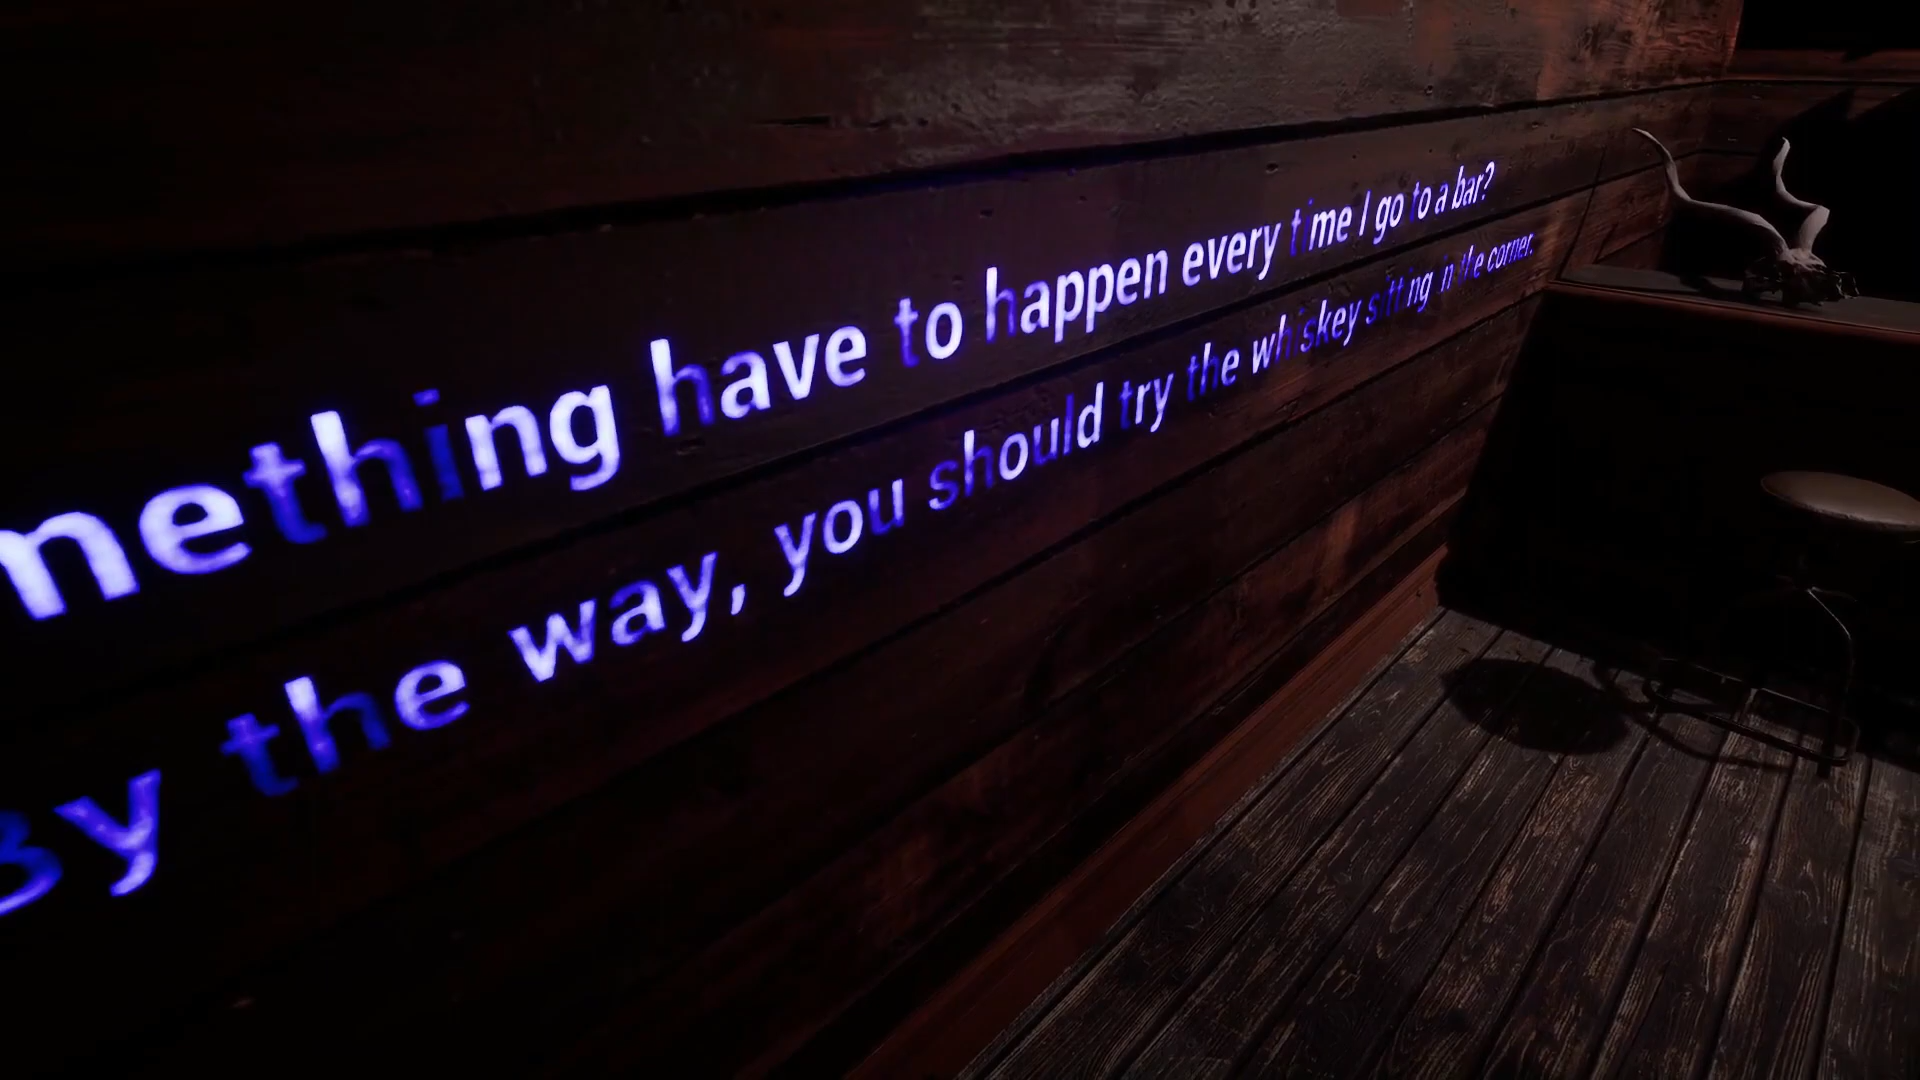 mething have to happen every time I go to a bar?
By the way, you should try the whiskey sitting in the corner.